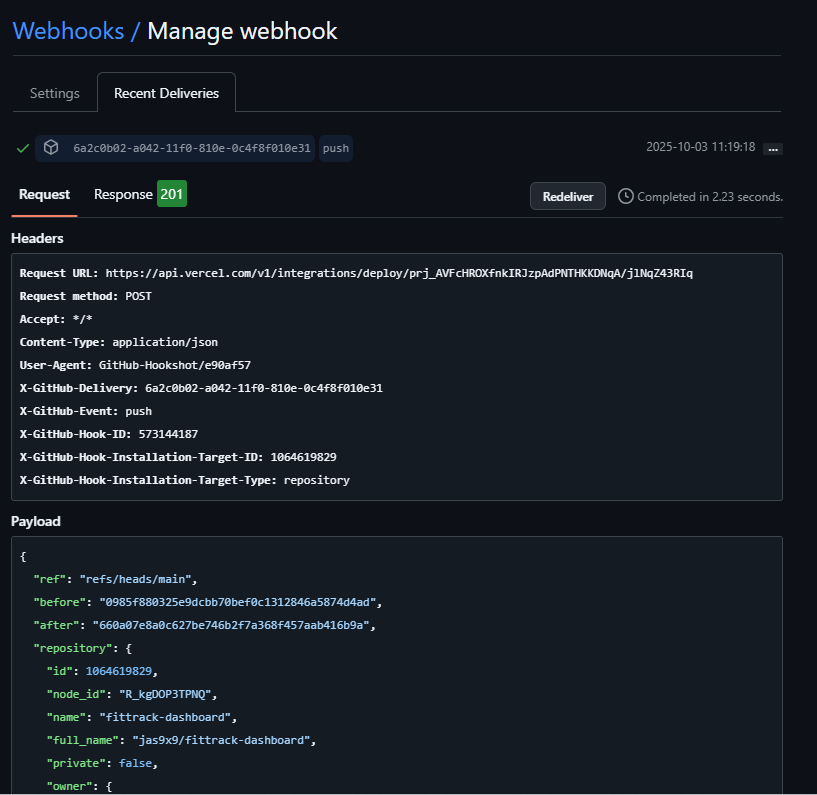 Webhooks / Manage webhook
Settings
Recent Deliveries
6a2c0b02-a042-11f0-810e-0c4f8f010e31 push 2025-10-03 11:19:18 ...
Request Response 201 Redeliver Completed in 2.23 seconds.
Headers
Request URL: https://api.vercel.com/v1/integrations/deploy/prj_AVFcHROXfnkIRJzpAdPNTHKKDNqA/jlNqZ43RIq
Request method: POST
Accept: */*
Content-Type: application/json
User-Agent: GitHub-Hookshot/e90af57
X-GitHub-Delivery: 6a2c0b02-a042-11f0-810e-0c4f8f010e31
X-GitHub-Event: push
X-GitHub-Hook-ID: 573144187
X-GitHub-Hook-Installation-Target-ID: 1064619829
X-GitHub-Hook-Installation-Target-Type: repository
Payload
{
"ref": "refs/heads/main",
"before": "0985f880325e9dcbb70bef0c1312846a5874d4ad",
"after": "660a07e8a0c627be746b2f7a368f457aab416b9a",
"repository": {
"id": 1064619829,
"node_id": "R_kgDOP3TPNQ",
"name": "fittrack-dashboard",
"full_name": "jas9x9/fittrack-dashboard",
"private": false,
"owner": {